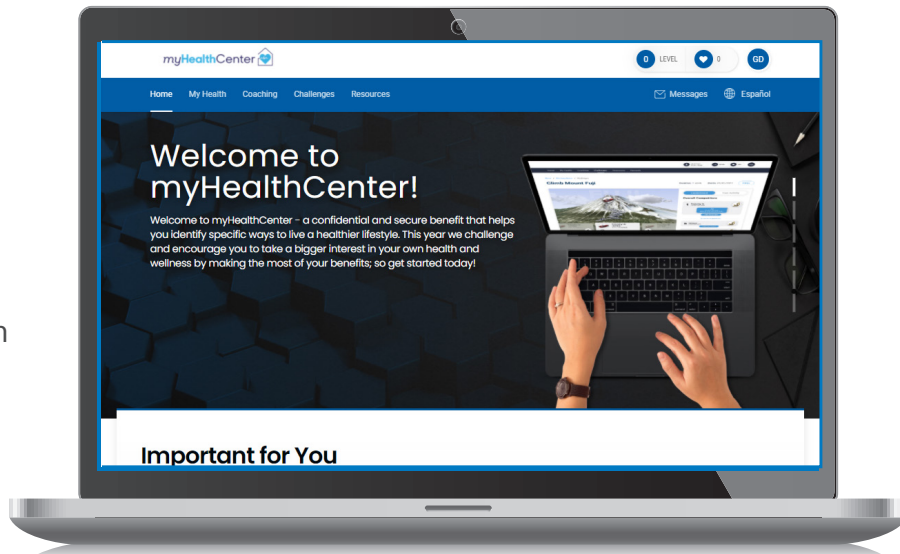 myHealthCenter
0 LEVEL 0 GD
Home My Health Coaching Challenges Resources Messages Español
Welcome to
myHealthCenter!
Welcome to myHealthCenter - a confidential and secure benefit that helps
you identify specific ways to live a healthier lifestyle. This year we challenge
and encourage you to take a bigger interest in your own health and
wellness by making the most of your benefits; so get started today!
Climb Mount Fuji
Important for You